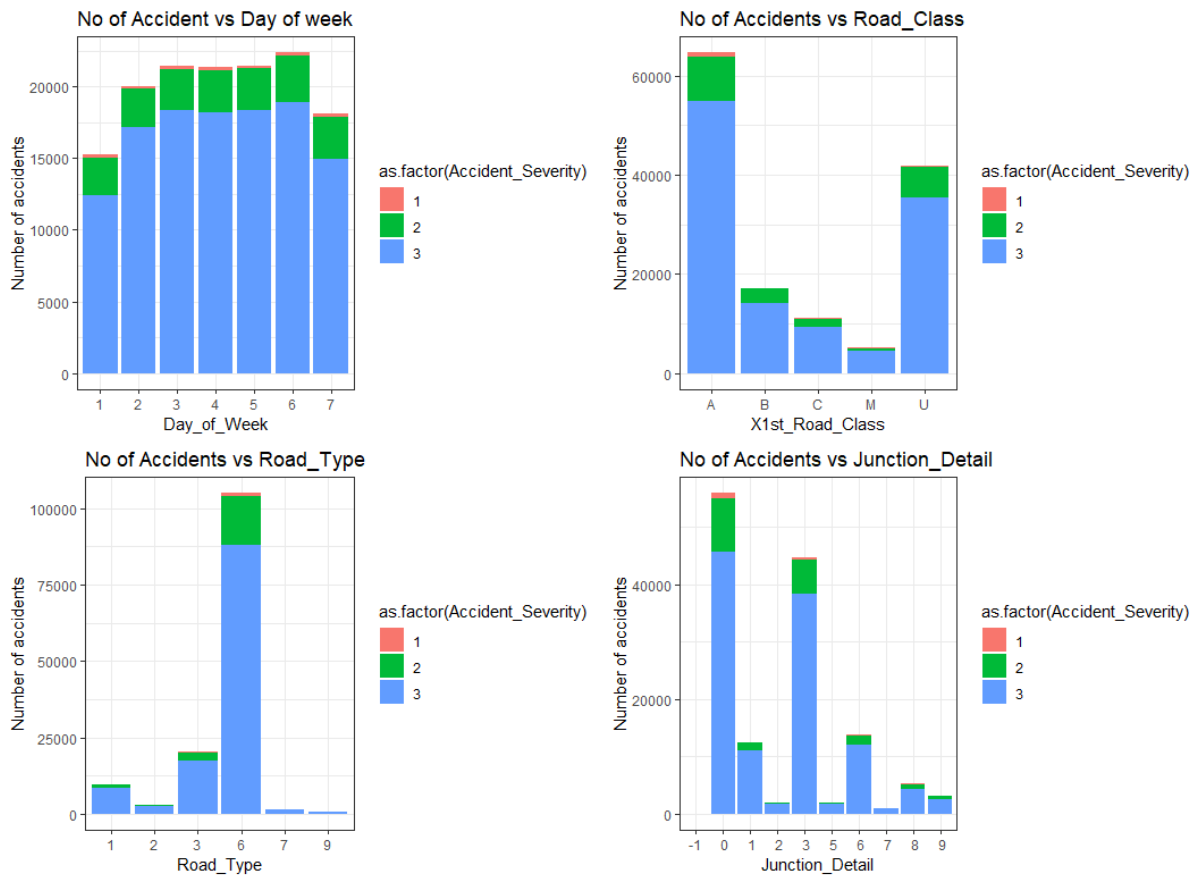 No of Accident vs Day of week
20000
15000
10000
5000
0
Number of accidents
1 2 3 4 5 6 7
Day_of_Week
as.factor(Accident_Severity)
1
2
3
No of Accidents vs Road_Class
60000
40000
20000
0
Number of accidents
A B C M U
X1st_Road_Class
as.factor(Accident_Severity)
1
2
3
No of Accidents vs Road_Type
100000
75000
50000
25000
0
Number of accidents
1 2 3 6 7 9
Road_Type
as.factor(Accident_Severity)
1
2
3
No of Accidents vs Junction_Detail
40000
20000
0
Number of accidents
-1 0 1 2 3 5 6 7 8 9
Junction_Detail
as.factor(Accident_Severity)
1
2
3